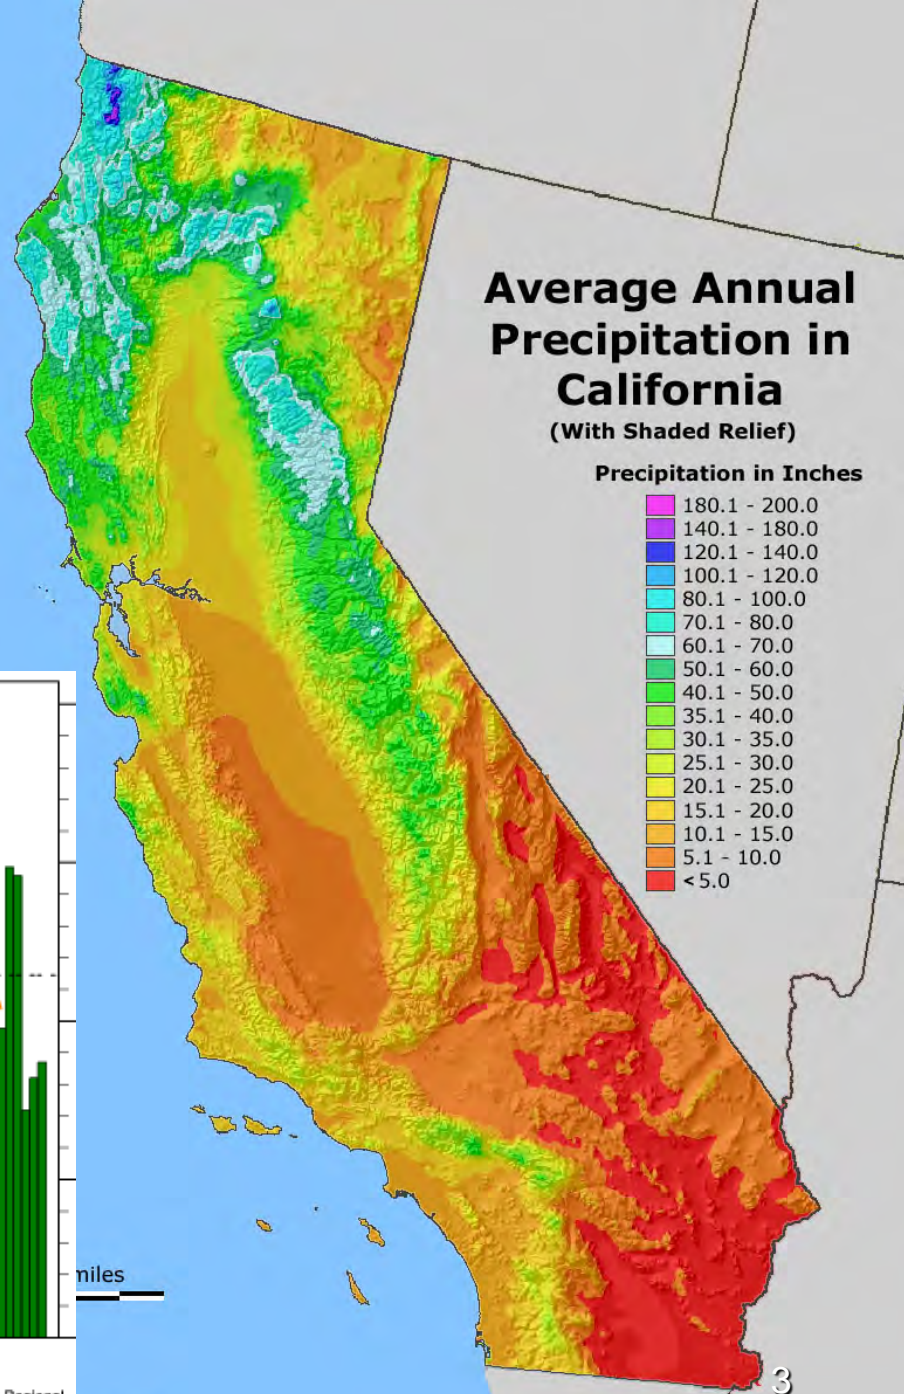 Average Annual
Precipitation in
California
(With Shaded Relief)
Precipitation in Inches
180.1 - 200.0
140.1 - 180.0
120.1 - 140.0
100.1 - 120.0
80.1 - 100.0
70.1 - 80.0
60.1 - 70.0
50.1 - 60.0
40.1 - 50.0
35.1 - 40.0
30.1 - 35.0
25.1 - 30.0
20.1 - 25.0
15.1 - 20.0
10.1 - 15.0
5.1 - 10.0
<5.0
miles
3